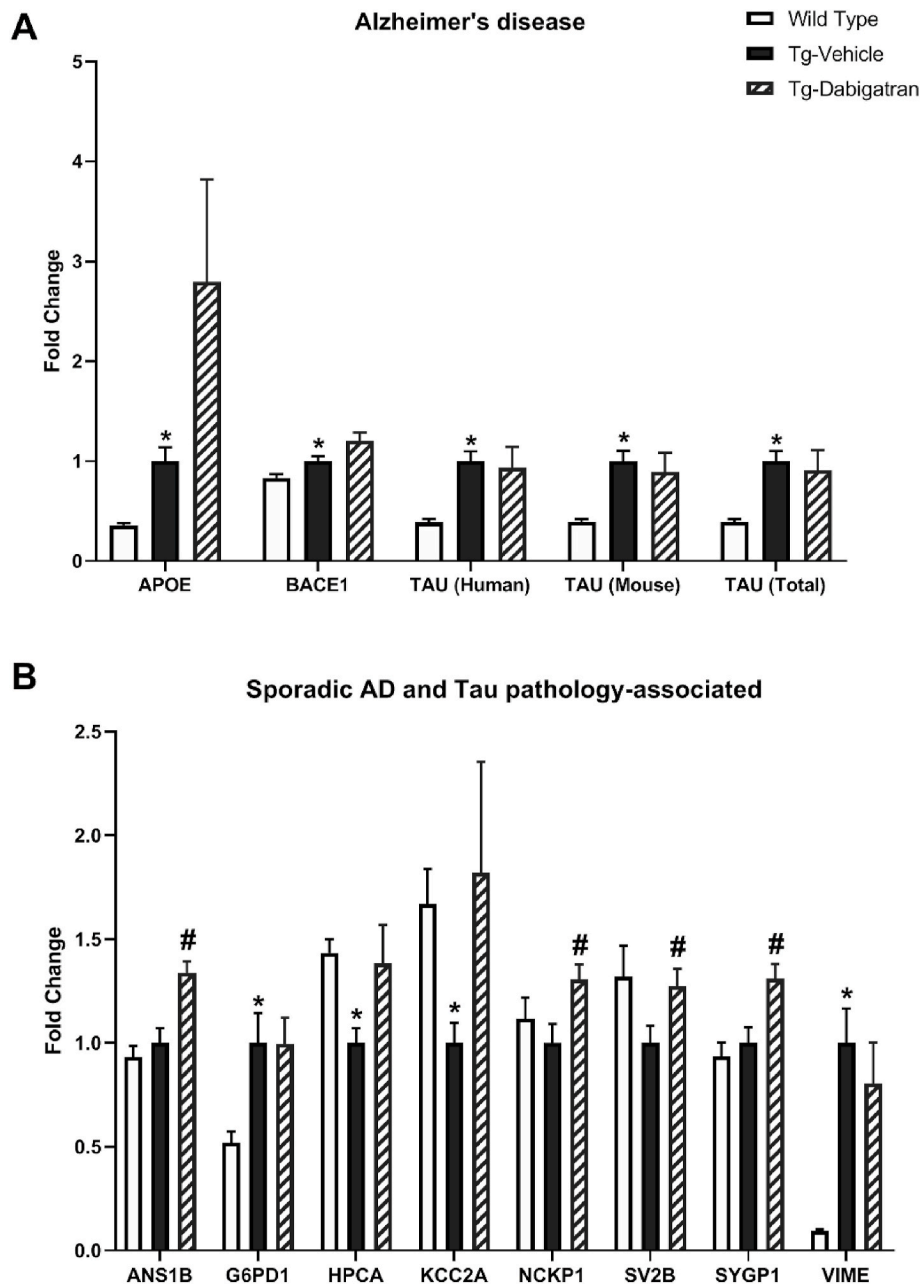 A
Alzheimer's disease
Wild Type
Tg-Vehicle
Tg-Dabigatran
Fold Change
5
4
3
2
1
0
* * * * *
APOE BACE1 TAU (Human) TAU (Mouse) TAU (Total)
B
Sporadic AD and Tau pathology-associated
Fold Change
2.5
2.0
1.5
1.0
0.5
0.0
# * * * # # # *
ANS1B G6PD1 HPCA KCC2A NCKP1 SV2B SYGP1 VIME